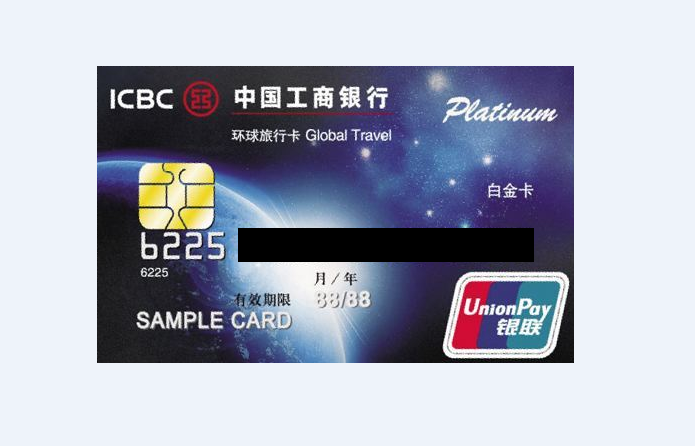 ICBC 中国工商银行
Platinum
环球旅行卡 Global Travel
白金卡
6225
6225
月/年
有效期限 88/88
SAMPLE CARD
UnionPay
银联